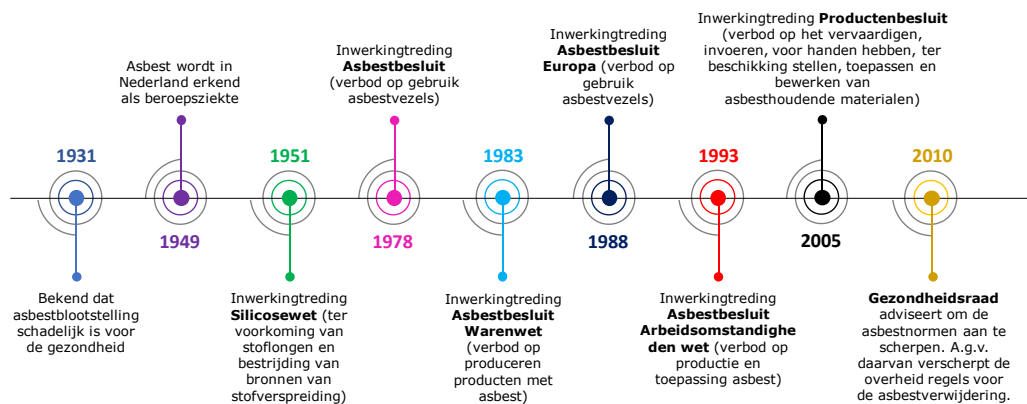 1931
Bekend dat
asbestblootstelling
schadelijk is voor
de gezondheid
Asbest wordt in
Nederland erkend
als beroepsziekte
1949
1951
Inwerkingtreding
Silicosewet (ter
voorkoming van
stoflongen en
bestrijding van
bronnen van
stofverspreiding)
Inwerkingtreding
Asbestbesluit
(verbod op gebruik
asbestvezels)
1978
1983
Inwerkingtreding
Asbestbesluit
Warenwet
(verbod op
produceren
producten met
asbest)
Inwerkingtreding
Asbestbesluit
Europa (verbod op
gebruik
asbestvezels)
1988
1993
Inwerkingtreding
Asbestbesluit
Arbeidsomstandighe
den wet (verbod op
productie en
toepassing asbest)
Inwerkingtreding Productenbesluit
(verbod op het vervaardigen,
invoeren, voor handen hebben, ter
beschikking stellen, toepassen en
bewerken van
asbesthoudende materialen)
2005
2010
Gezondheidsraad
adviseert om de
asbestnormen aan te
scherpen. A.g.v.
daarvan verscherpt de
overheid regels voor
de asbestverwijdering.